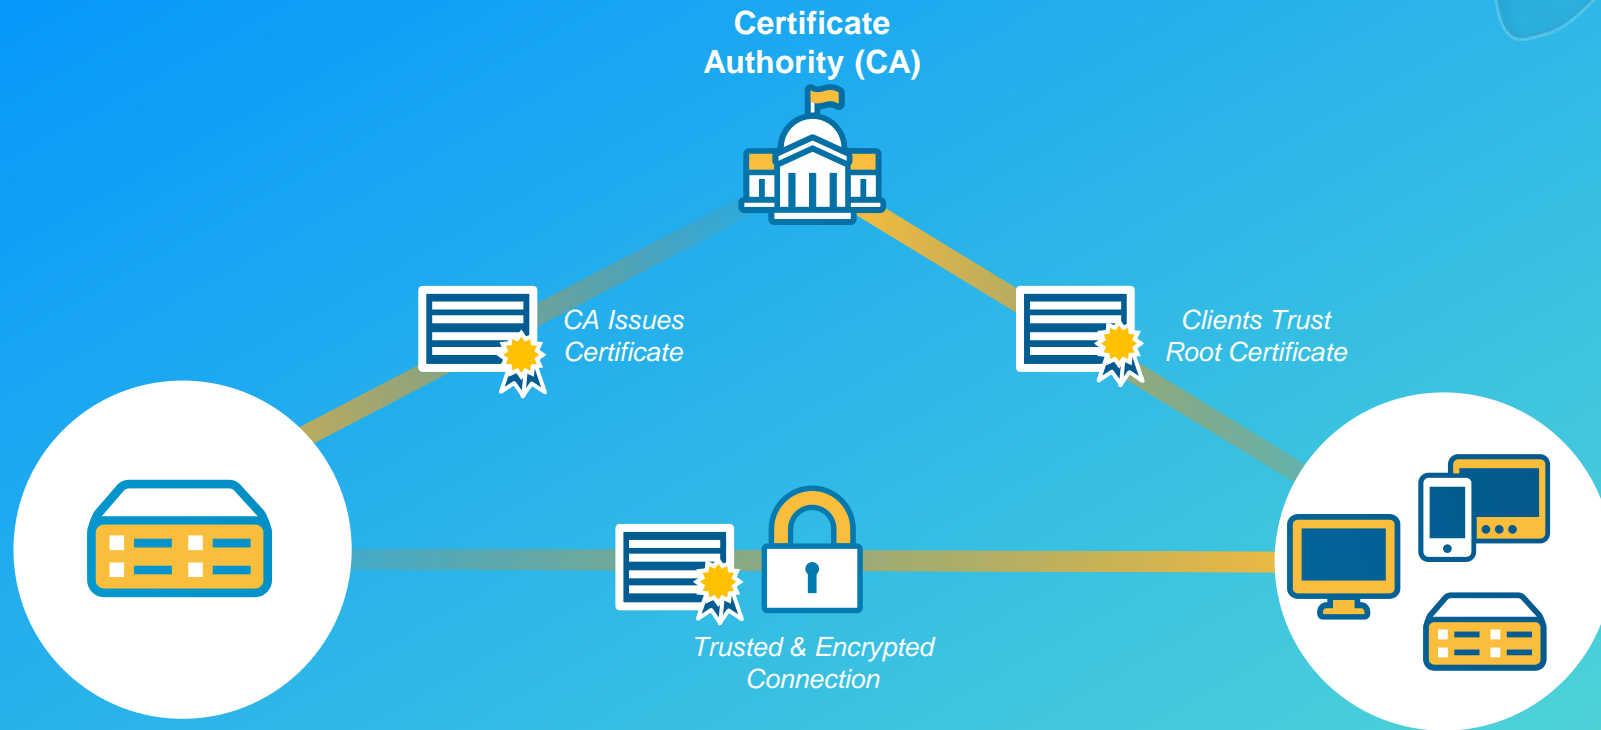 Certificate
Authority (CA)
CA Issues
Certificate
Clients Trust
Root Certificate
Trusted & Encrypted
Connection